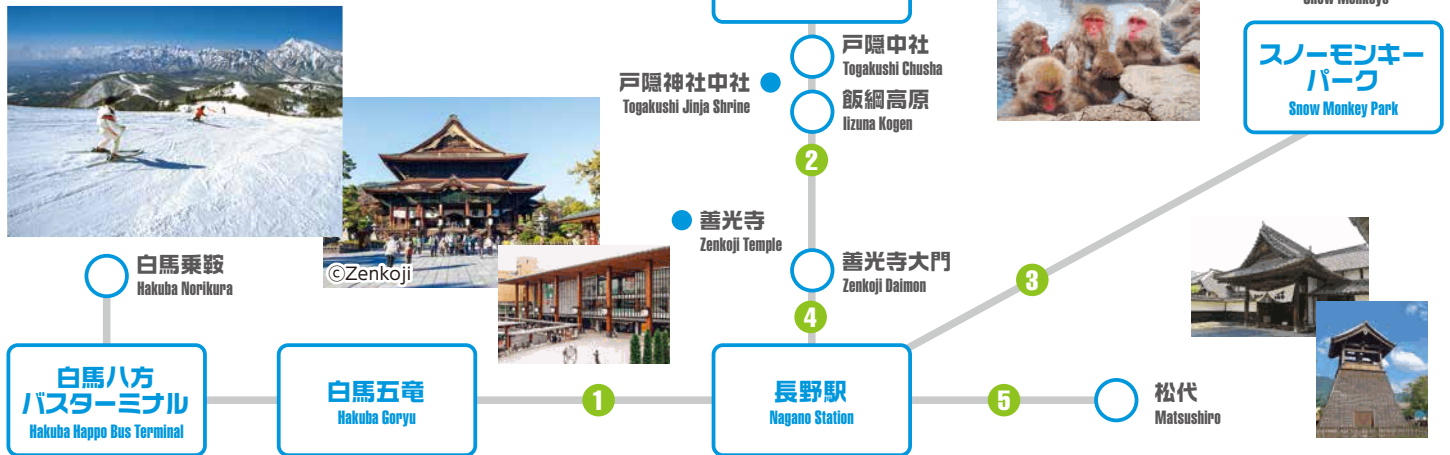 Snow Monkeys
戸隠中社
Togakushi Chusha
スノーモンキー
パーク
Snow Monkey Park
戸隠神社中社
Togakushi Jinja Shrine
飯綱高原
Iizuna Kogen
2
善光寺
Zenkoji Temple
善光寺大門
Zenkoji Daimon
©Zenkoji
白馬乗鞍
Hakuba Norikura
3
4
白馬八方
バスターミナル
Hakuba Happo Bus Terminal
白馬五竜
Hakuba Goryu
1
長野駅
Nagano Station
5
松代
Matsushiro